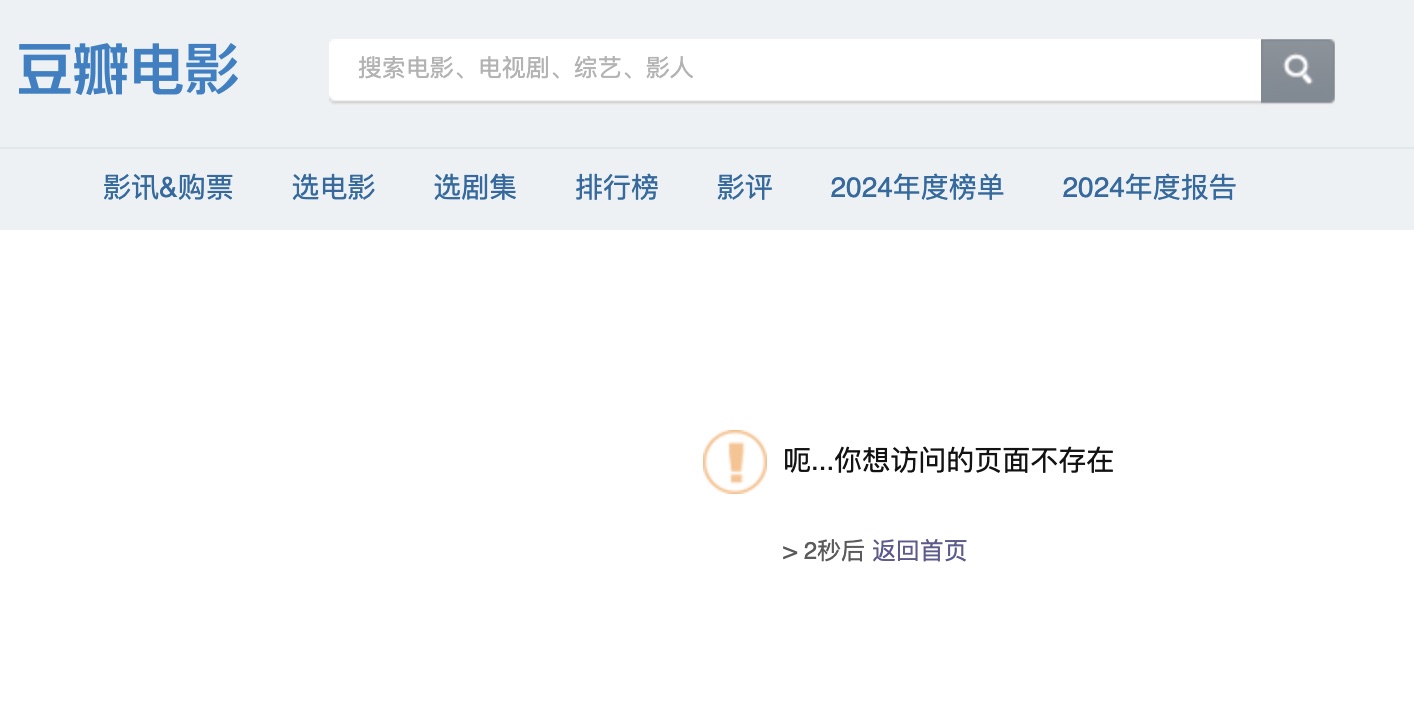 豆瓣电影
搜索电影、电视剧、综艺、影人
影讯&购票 选电影 选剧集 排行榜 影评 2024年度榜单 2024年度报告
呃...你想访问的页面不存在
> 2秒后 返回首页